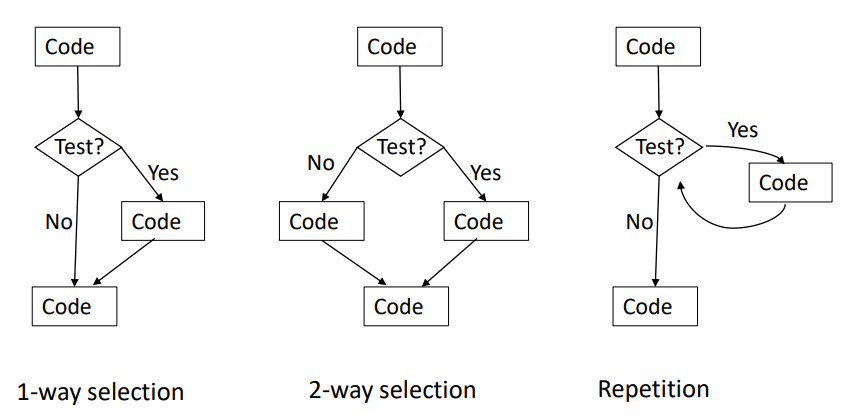 Code
Test?
Yes
No
Code
Code
1-way selection
Code
Test?
No
Yes
Code
Code
Code
2-way selection
Code
Test?
Yes
Code
No
Code
Repetition